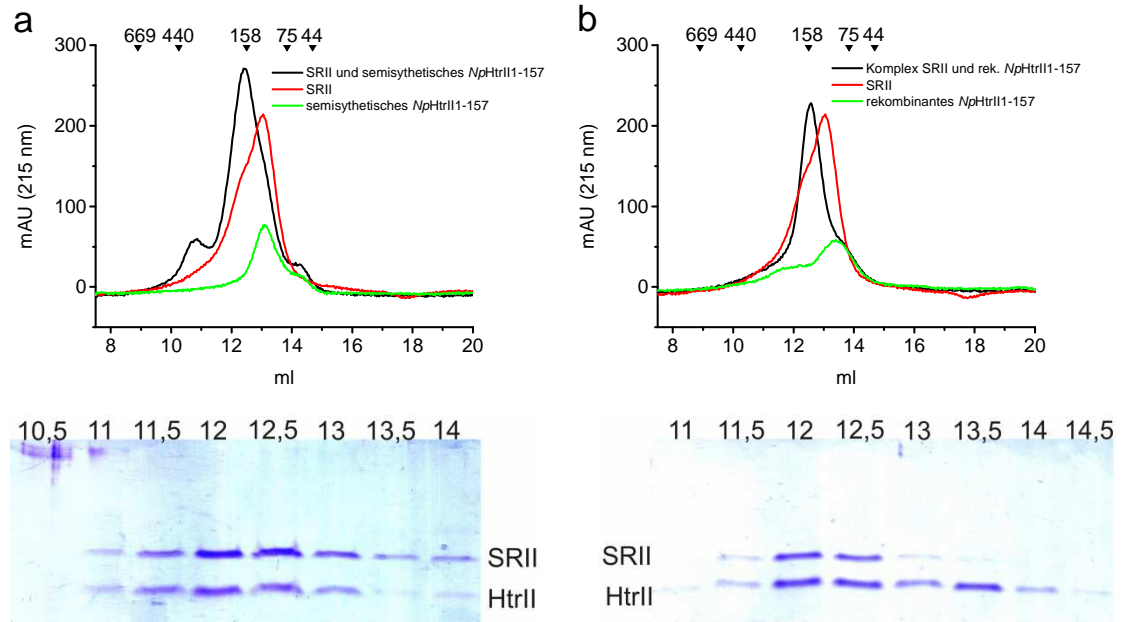 a
669 440 158 75 44
300
200
100
0
mAU (215 nm)
SRII und semisythetisches NpHtrII1-157
SRII
semisythetisches NpHtrII1-157
8 10 12 14 16 18 20
ml
10,5 11 11,5 12 12,5 13 13,5 14
SRII
HtrII
b
669 440 158 75 44
300
200
100
0
mAU (215 nm)
Komplex SRII und rek. NpHtrII1-157
SRII
rekombinantes NpHtrII1-157
8 10 12 14 16 18 20
ml
11 11,5 12 12,5 13 13,5 14 14,5
SRII
HtrII